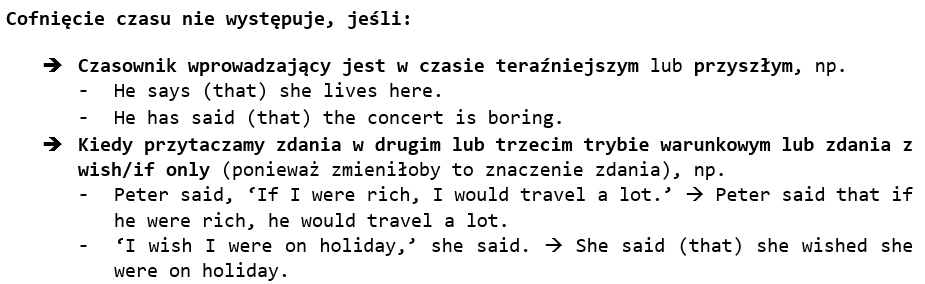 Cofnięcie czasu nie występuje, jeśli:
➔ Czasownik wprowadzający jest w czasie teraźniejszym lub przyszłym, np.
- He says (that) she lives here.
- He has said (that) the concert is boring.
➔ Kiedy przytaczamy zdania w drugim lub trzecim trybie warunkowym lub zdania z
wish/if only (ponieważ zmieniłoby to znaczenie zdania), np.
- Peter said, ‘If I were rich, I would travel a lot.’ → Peter said that if
he were rich, he would travel a lot.
- ‘I wish I were on holiday,’ she said. → She said (that) she wished she
were on holiday.